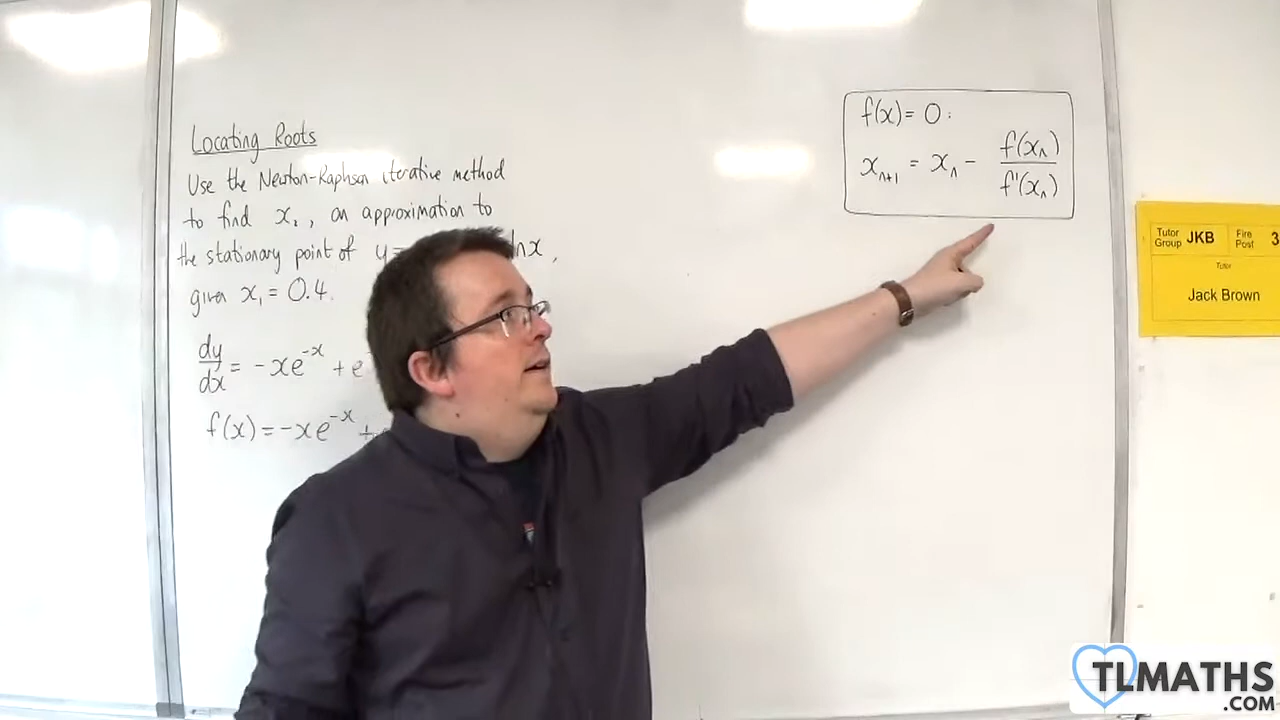 Locating Roots
Use the Newton-Raphson iterative method
to find x₂, an approximation to
the stationary point of y= lnx,
given x₁ = 0.4.
dy/dx = -xe^-x + e^-
f(x) = -xe^-x +
f(x) = 0:
xₙ₊₁ = xₙ - f(xₙ)/f'(xₙ)
Tutor Group JKB Fire Post 3
Tutor
Jack Brown
TLMATHS
.COM